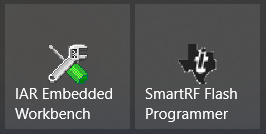 IAR Embedded
Workbench
SmartRF Flash
Programmer